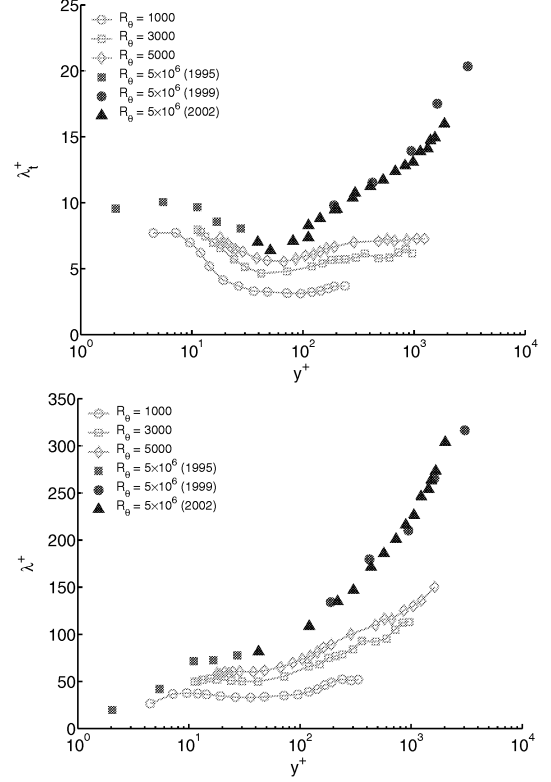 25
20
15
10
5
0
λt+
Rθ = 1000
Rθ = 3000
Rθ = 5000
Rθ = 5×10^6 (1995)
Rθ = 5×10^6 (1999)
Rθ = 5×10^6 (2002)
10^0 10^1 10^2 10^3 10^4
y+
350
300
250
200
150
100
50
0
λ+
Rθ = 1000
Rθ = 3000
Rθ = 5000
Rθ = 5×10^6 (1995)
Rθ = 5×10^6 (1999)
Rθ = 5×10^6 (2002)
10^0 10^1 10^2 10^3 10^4
y+